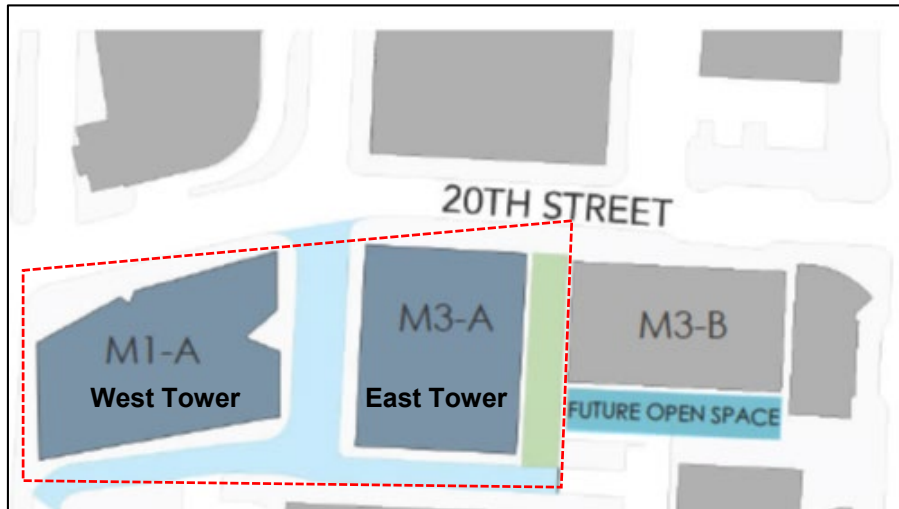 20TH STREET
M1-A
West Tower
M3-A
East Tower
M3-B
FUTURE OPEN SPACE